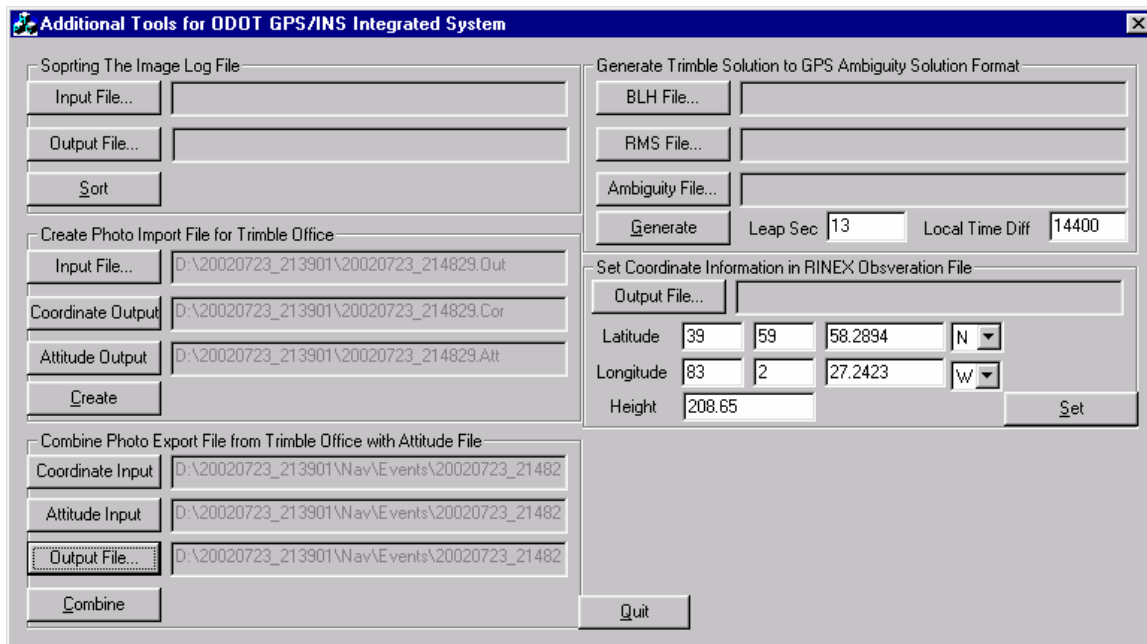 Additional Tools for ODOT GPS/INS Integrated System
Soprting The Image Log File
Input File...
Output File...
Sort
Create Photo Import File for Trimble Office
Input File... D:\20020723_213901\20020723_214829.Out
Coordinate Output D:\20020723_213901\20020723_214829.Cor
Attitude Output D:\20020723_213901\20020723_214829.Att
Create
Combine Photo Export File from Trimble Office with Attitude File
Coordinate Input D:\20020723_213901\Nav\Events\20020723_21482
Attitude Input D:\20020723_213901\Nav\Events\20020723_21482
Output File... D:\20020723_213901\Nav\Events\20020723_21482
Combine
Generate Trimble Solution to GPS Ambiguity Solution Format
BLH File...
RMS File...
Ambiguity File...
Generate Leap Sec 13 Local Time Diff 14400
Set Coordinate Information in RINEX Obsveration File
Output File...
Latitude 39 59 58.2894 N
Longitude 83 2 27.2423 W
Height 208.65 Set
Quit